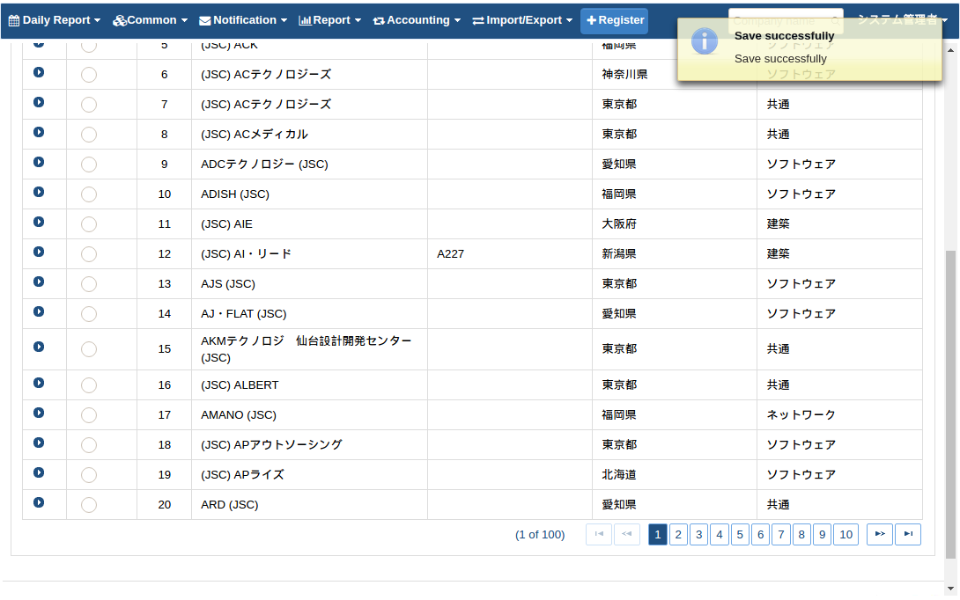 Daily Report Common Notification Report Accounting Import/Export Register システム管理者
Save successfully
Save successfully
5 (JSC) ACK 福岡県 ソフトウェア
6 (JSC) ACテクノロジーズ 神奈川県 ソフトウェア
7 (JSC) ACテクノロジーズ 東京都 共通
8 (JSC) ACメディカル 東京都 共通
9 ADCテクノロジー (JSC) 愛知県 ソフトウェア
10 ADISH (JSC) 福岡県 ソフトウェア
11 (JSC) AIE 大阪府 建築
12 (JSC) AI・リード A227 新潟県 建築
13 AJS (JSC) 東京都 ソフトウェア
14 AJ・FLAT (JSC) 愛知県 ソフトウェア
15 AKMテクノロジ　仙台設計開発センター (JSC) 東京都 共通
16 (JSC) ALBERT 東京都 共通
17 AMANO (JSC) 福岡県 ネットワーク
18 (JSC) APアウトソーシング 東京都 ソフトウェア
19 (JSC) APライズ 北海道 ソフトウェア
20 ARD (JSC) 愛知県 共通
(1 of 100) 1 2 3 4 5 6 7 8 9 10